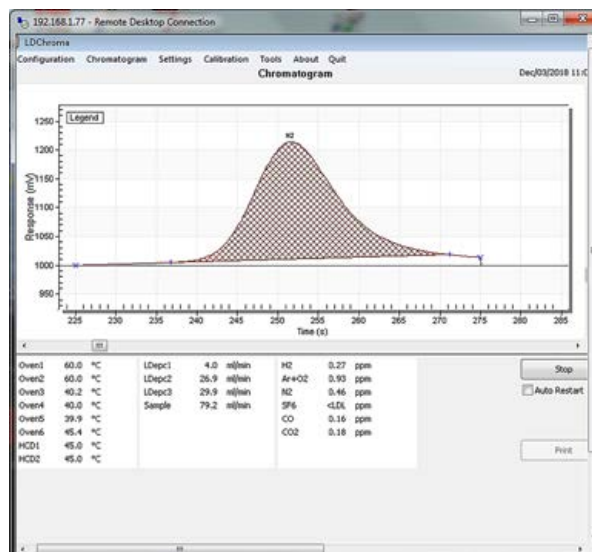 192.168.1.77 - Remote Desktop Connection
LDChroma
Configuration Chromatogram Settings Calibration Tools About Quit
Chromatogram
Dec/03/2018 11:0
Legend
N2
Response (mV)
1250
1200
1150
1100
1050
1000
950
225 230 235 240 245 250 255 260 265 270 275 280 285
Time (s)
Oven1 60.0 °C LDepc1 4.0 ml/min H2 0.27 ppm
Oven2 60.0 °C LDepc2 26.9 ml/min Ar+O2 0.93 ppm
Oven3 40.2 °C LDepc3 29.9 ml/min N2 0.46 ppm
Oven4 40.0 °C Sample 79.2 ml/min SF6 <LDL ppm
Oven5 39.9 °C CO 0.16 ppm
Oven6 45.4 °C CO2 0.18 ppm
HCD1 45.0 °C
HCD2 45.0 °C
Stop
Auto Restart
Print